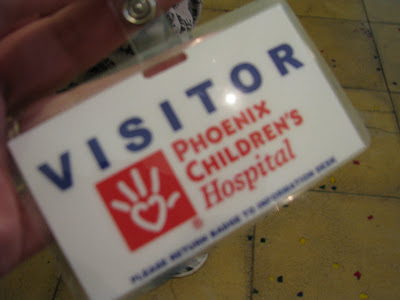 VISITOR
PHOENIX
CHILDREN'S
Hospital
®
PLEASE RETURN BADGE TO INFORMATION DESK